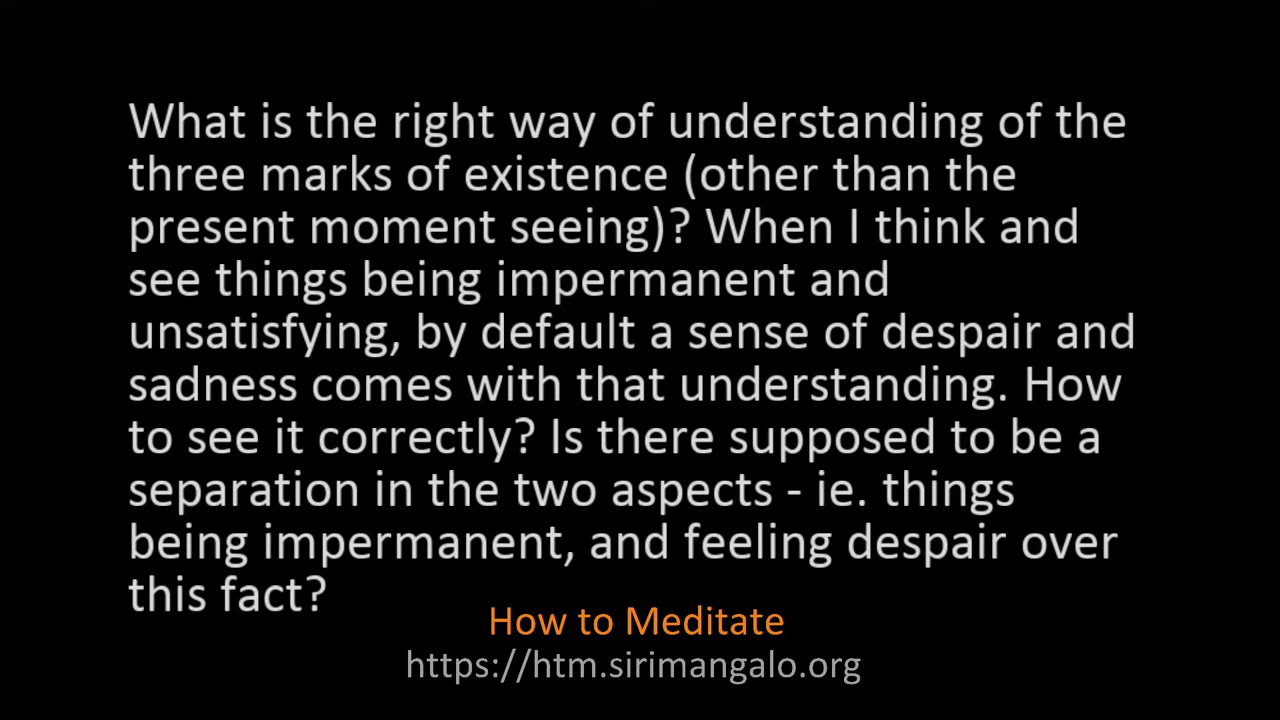 What is the right way of understanding of the
three marks of existence (other than the
present moment seeing)? When I think and
see things being impermanent and
unsatisfying, by default a sense of despair and
sadness comes with that understanding. How
to see it correctly? Is there supposed to be a
separation in the two aspects - ie. things
being impermanent, and feeling despair over
this fact?
How to Meditate
https://htm.sirimangalo.org